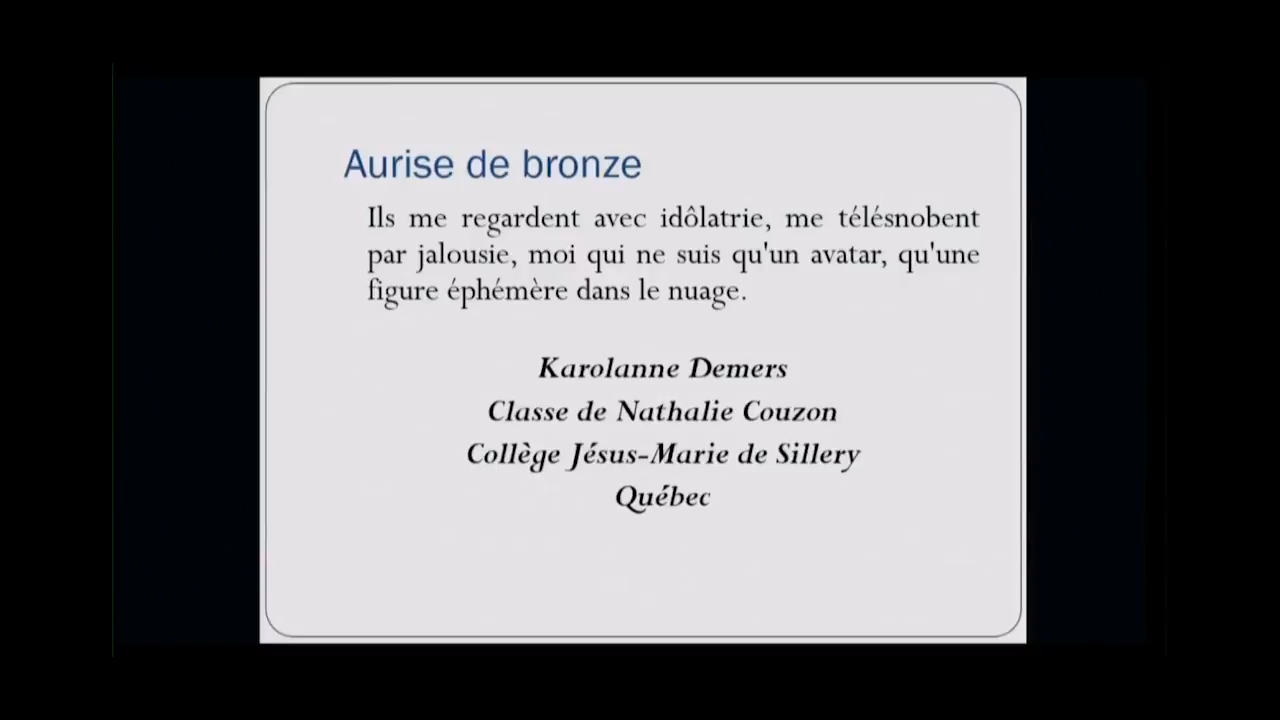 Aurise de bronze
Ils me regardent avec idôlatrie, me télésnobent
par jalousie, moi qui ne suis qu'un avatar, qu'une
figure éphémère dans le nuage.
Karolanne Demers
Classe de Nathalie Couzon
Collège Jésus-Marie de Sillery
Québec